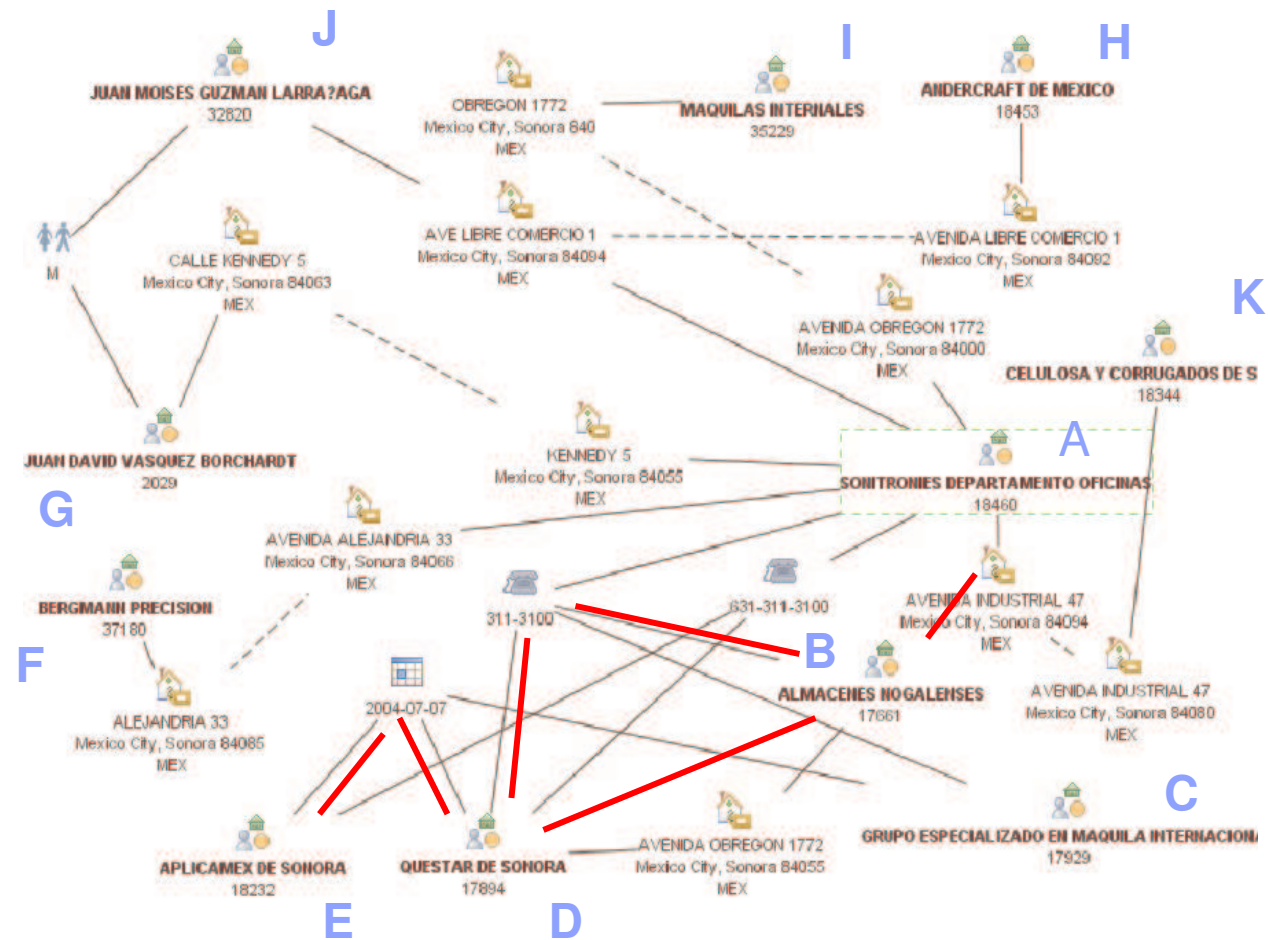 J
I
H
JUAN MOISES GUZMAN LARRA?AGA
32820
OBREGON 1772
Mexico City, Sonora 840
MEX
MAQUILAS INTERNALES
35229
ANDERCRAFT DE MEXICO
18453
M
CALLE KENNEDY 5
Mexico City, Sonora 84063
MEX
AVE LIBRE COMERCIO 1
Mexico City, Sonora 84094
MEX
AVENIDA LIBRE COMERCIO 1
Mexico City, Sonora 84092
MEX
K
AVENIDA OBREGON 1772
Mexico City, Sonora 84000
MEX
CELULOSA Y CORRUGADOS DE S
18344
A
JUAN DAVID VASQUEZ BORCHARDT
2029
G
KENNEDY 5
Mexico City, Sonora 84055
MEX
SONITRONIES DEPARTAMENTO OFICINAS
18460
AVENIDA ALEJANDRIA 33
Mexico City, Sonora 84066
MEX
BERGMANN PRECISION
37180
311-3100
631-311-3100
AVENIDA INDUSTRIAL 47
Mexico City, Sonora 84094
MEX
F
B
ALEJANDRIA 33
Mexico City, Sonora 84085
MEX
2004-07-07
ALMACENES NOGALENSES
17661
AVENIDA INDUSTRIAL 47
Mexico City, Sonora 84080
MEX
C
APLICAMEX DE SONORA
18232
QUESTAR DE SONORA
17894
AVENIDA OBREGON 1772
Mexico City, Sonora 84055
MEX
GRUPO ESPECIALIZADO EN MAQUILA INTERNACIONA
17929
E
D